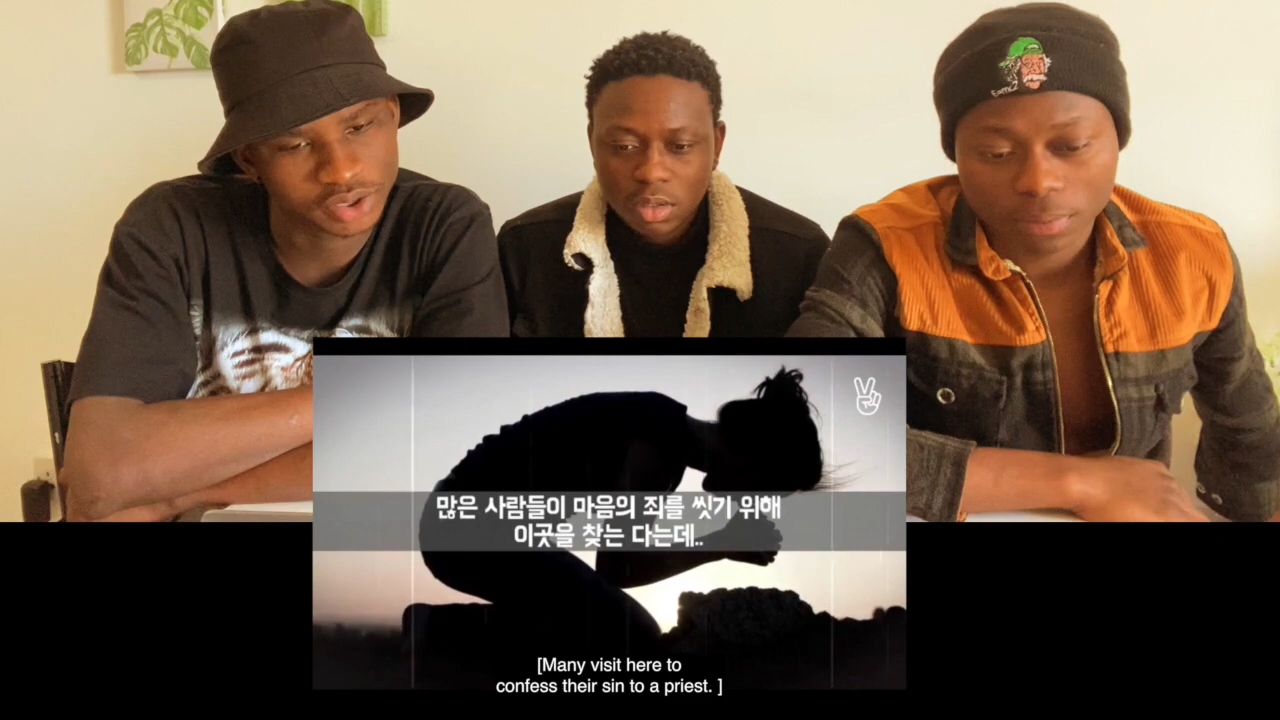 많은 사람들이 마음의 죄를 씻기 위해
이곳을 찾는 다는데..
[Many visit here to
confess their sin to a priest. ]